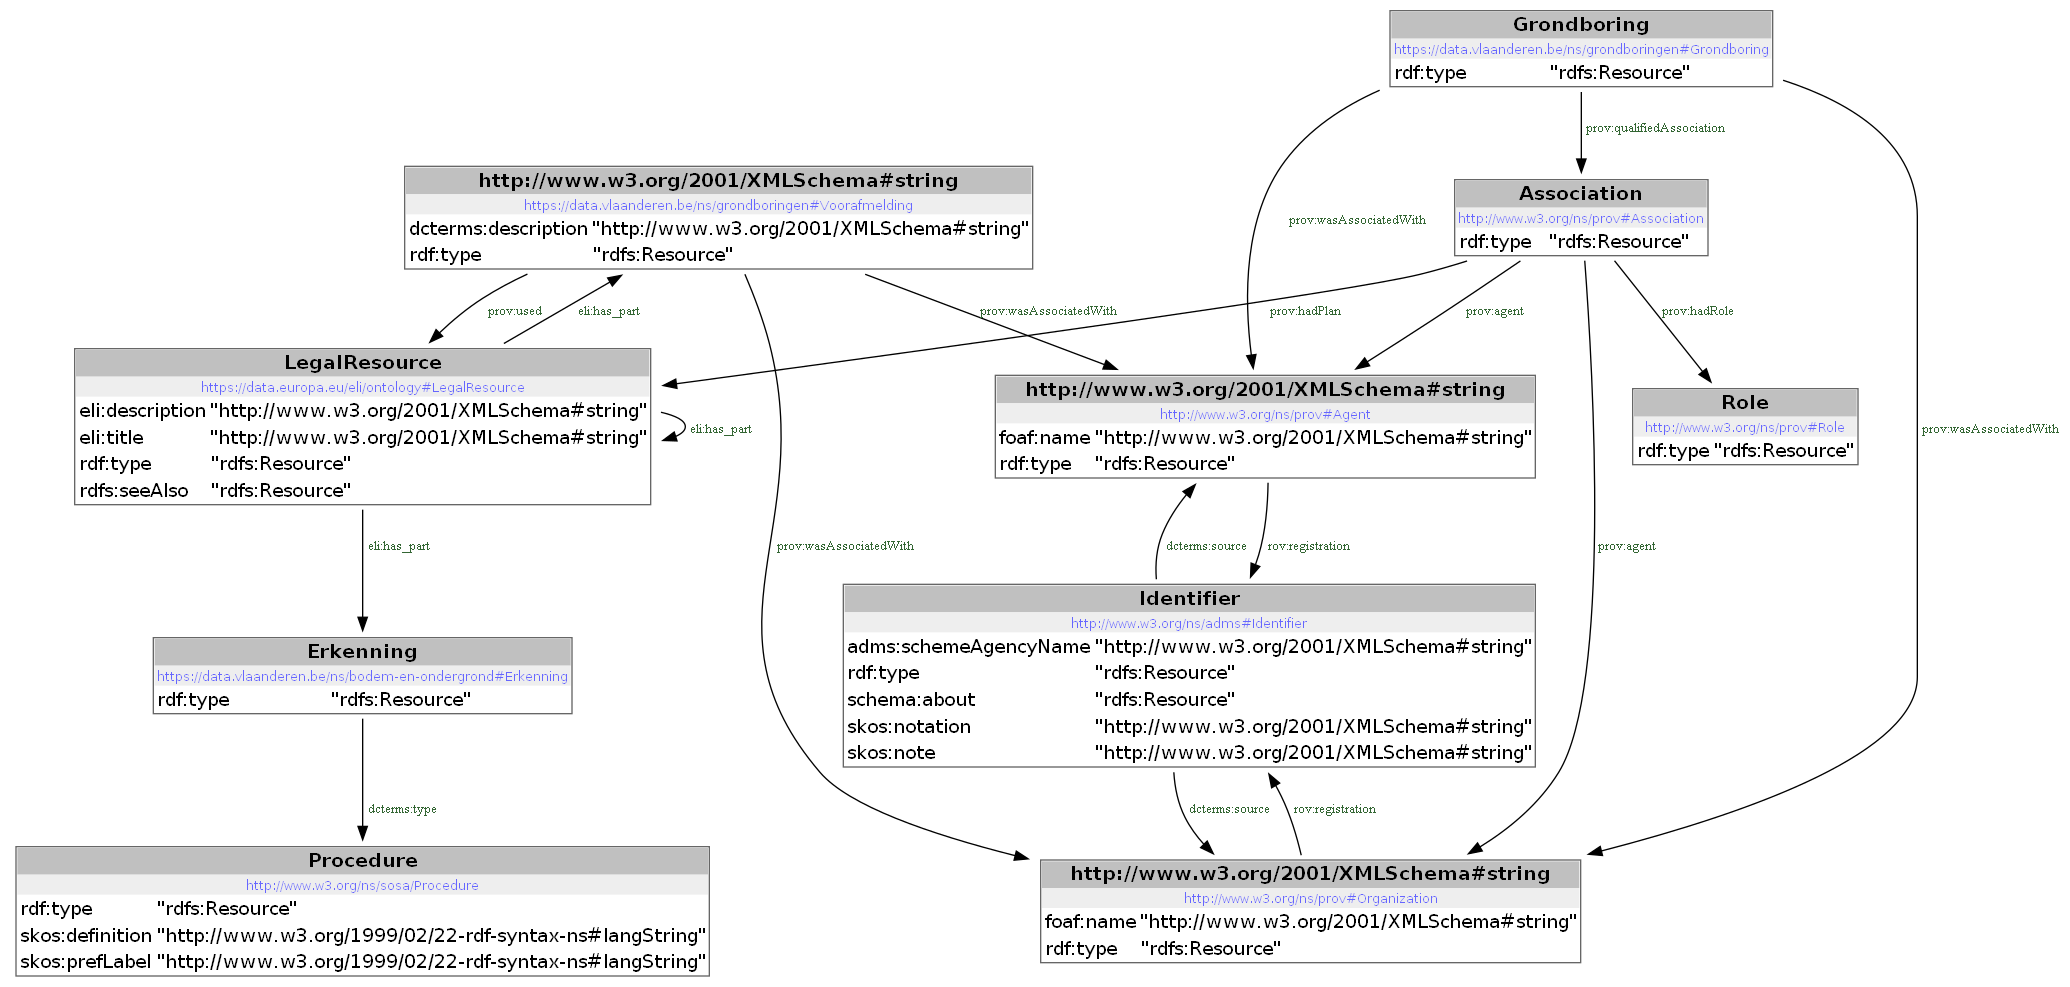 Grondboring
https://data.vlaanderen.be/ns/grondboringen#Grondboring
rdf:type "rdfs:Resource"
prov:qualifiedAssociation
http://www.w3.org/2001/XMLSchema#string
https://data.vlaanderen.be/ns/grondboringen#Voorafmelding
dcterms:description "http://www.w3.org/2001/XMLSchema#string"
rdf:type "rdfs:Resource"
Association
http://www.w3.org/ns/prov#Association
rdf:type "rdfs:Resource"
prov:wasAssociatedWith
prov:used
eli:has_part
prov:wasAssociatedWith
prov:hadPlan
prov:agent
prov:hadRole
LegalResource
https://data.europa.eu/eli/ontology#LegalResource
eli:description "http://www.w3.org/2001/XMLSchema#string"
eli:title "http://www.w3.org/2001/XMLSchema#string"
rdf:type "rdfs:Resource"
rdfs:seeAlso "rdfs:Resource"
eli:has_part
http://www.w3.org/2001/XMLSchema#string
http://www.w3.org/ns/prov#Agent
foaf:name "http://www.w3.org/2001/XMLSchema#string"
rdf:type "rdfs:Resource"
Role
http://www.w3.org/ns/prov#Role
rdf:type "rdfs:Resource"
prov:wasAssociatedWith
eli:has_part
prov:wasAssociatedWith
dcterms:source
rov:registration
prov:agent
Erkenning
https://data.vlaanderen.be/ns/bodem-en-ondergrond#Erkenning
rdf:type "rdfs:Resource"
Identifier
http://www.w3.org/ns/adms#Identifier
adms:schemeAgencyName "http://www.w3.org/2001/XMLSchema#string"
rdf:type "rdfs:Resource"
schema:about "rdfs:Resource"
skos:notation "http://www.w3.org/2001/XMLSchema#string"
skos:note "http://www.w3.org/2001/XMLSchema#string"
dcterms:type
dcterms:source
rov:registration
Procedure
http://www.w3.org/ns/sosa/Procedure
rdf:type "rdfs:Resource"
skos:definition "http://www.w3.org/1999/02/22-rdf-syntax-ns#langString"
skos:prefLabel "http://www.w3.org/1999/02/22-rdf-syntax-ns#langString"
http://www.w3.org/2001/XMLSchema#string
http://www.w3.org/ns/prov#Organization
foaf:name "http://www.w3.org/2001/XMLSchema#string"
rdf:type "rdfs:Resource"